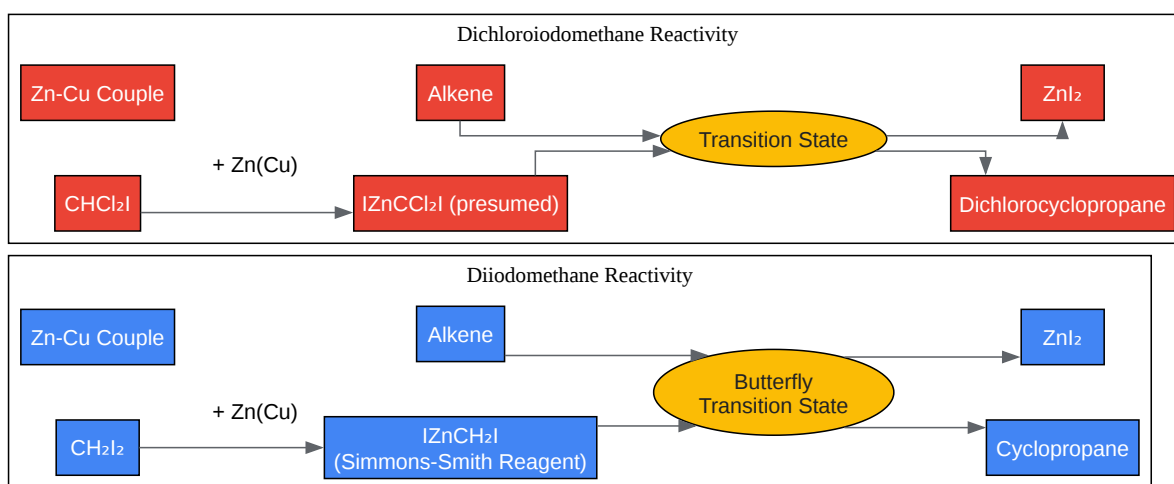 Dichloroiodomethane Reactivity
Zn-Cu Couple
Alkene
ZnI₂
Transition State
+ Zn(Cu)
CHCl₂I
IZnCCl₂I (presumed)
Dichlorocyclopropane
Diiodomethane Reactivity
Zn-Cu Couple
Alkene
ZnI₂
Butterfly
Transition State
+ Zn(Cu)
CH₂I₂
IZnCH₂I
(Simmons-Smith Reagent)
Cyclopropane